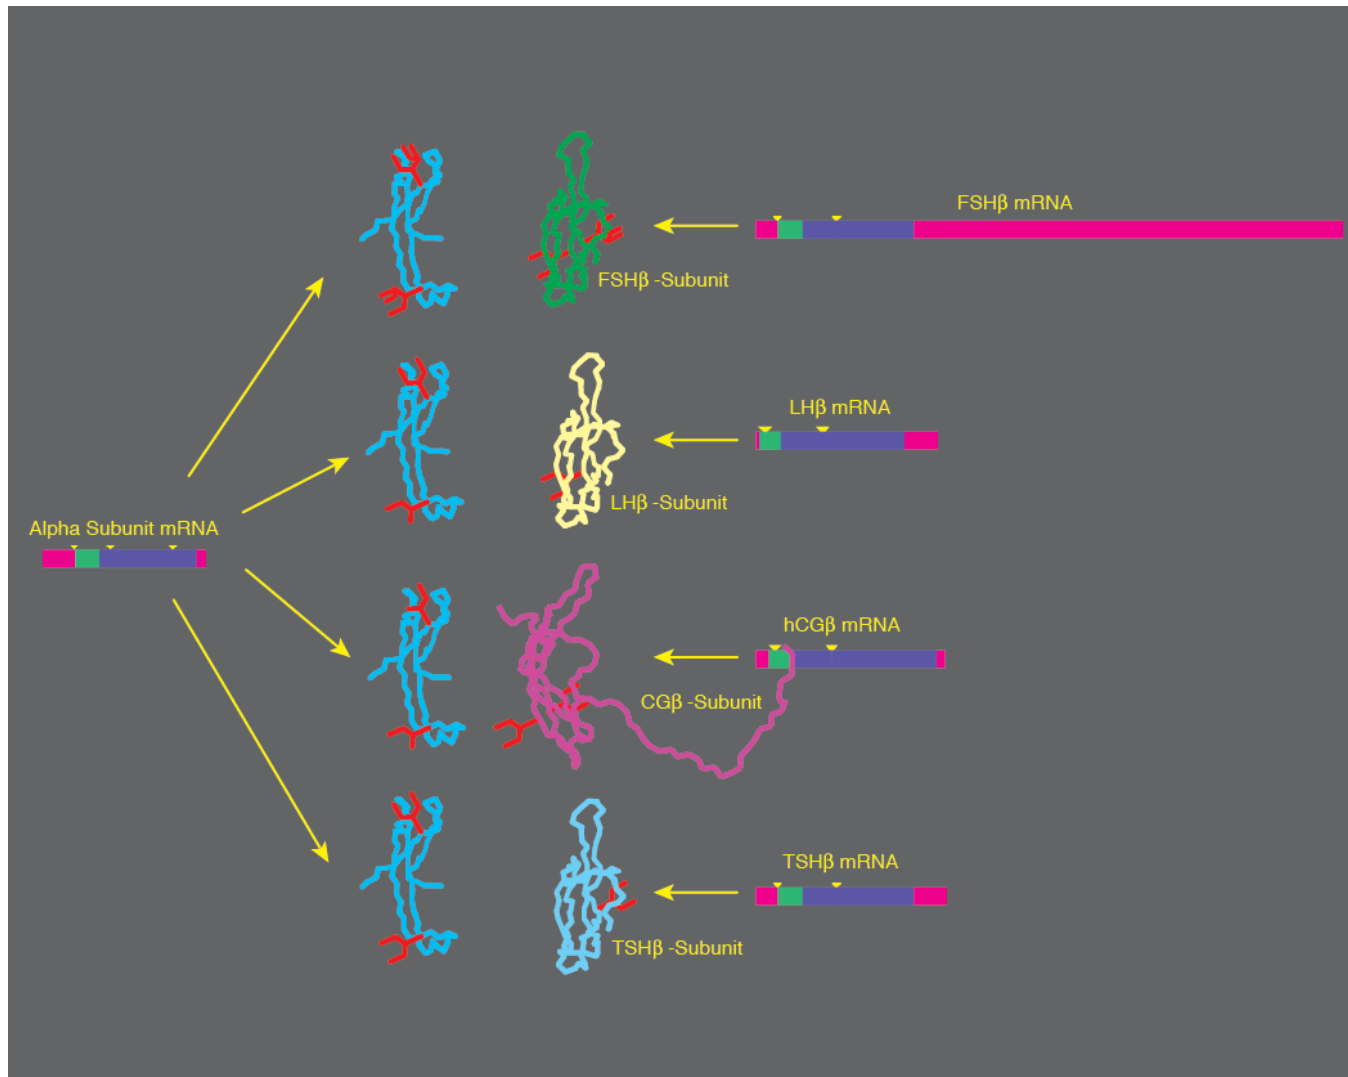 FSHβ mRNA
FSHβ -Subunit
LHβ mRNA
LHβ -Subunit
Alpha Subunit mRNA
hCGβ mRNA
CGβ -Subunit
TSHβ mRNA
TSHβ -Subunit